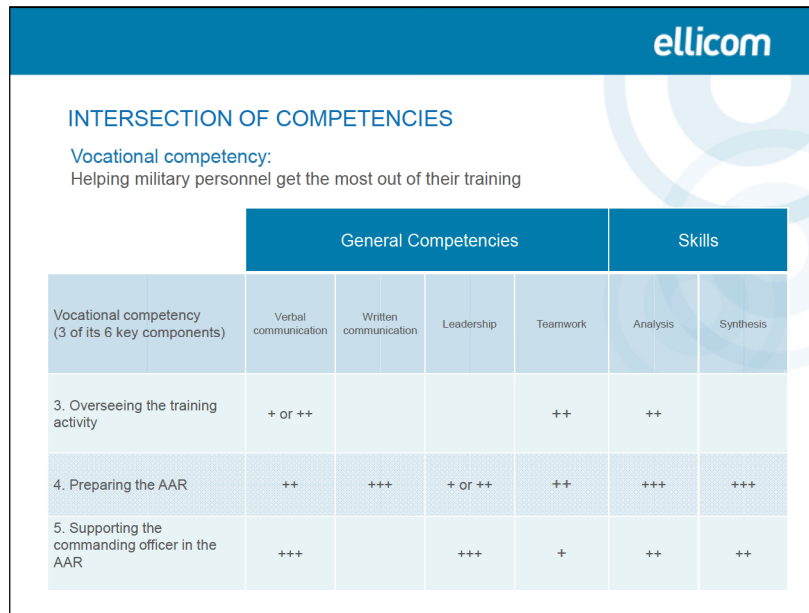 ellicom
INTERSECTION OF COMPETENCIES
Vocational competency:
Helping military personnel get the most out of their training
General Competencies Skills
Vocational competency
(3 of its 6 key components)
Verbal
communication
Written
communication
Leadership
Teamwork
Analysis
Synthesis
3. Overseeing the training
activity
+ or ++ ++ ++
4. Preparing the AAR ++ +++ + or ++ ++ +++ +++
5. Supporting the
commanding officer in the
AAR
+++ +++ + ++ ++